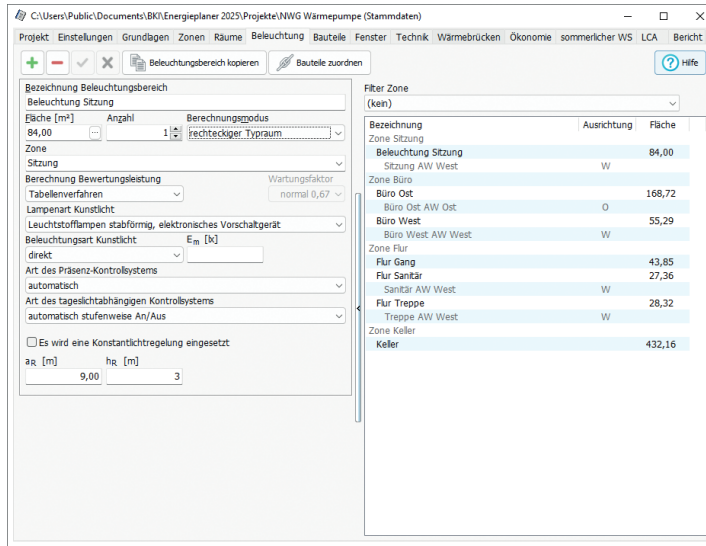 C:\Users\Public\Documents\BKI\Energieplaner 2025\Projekte\NWG Wärmepumpe (Stammdaten)
Projekt Einstellungen Grundlagen Zonen Räume Beleuchtung Bauteile Fenster Technik Wärmebrücken Ökonomie sommerlicher WS LCA Bericht
Beleuchtungsbereich kopieren Bauteile zuordnen Hilfe
Bezeichnung Beleuchtungsbereich
Beleuchtung Sitzung
Fläche [m²] Anzahl Berechnungsmodus
84,00 ... 1 rechteckiger Typraum
Zone
Sitzung
Berechnung Bewertungsleistung Wartungsfaktor
Tabellenverfahren normal 0,67
Lampenart Kunstlicht
Leuchtstofflampen stabförmig, elektronisches Vorschaltgerät
Beleuchtungsart Kunstlicht Em [lx]
direkt
Art des Präsenz-Kontrollsystems
automatisch
Art des tageslichtabhängigen Kontrollsystems
automatisch stufenweise An/Aus
Es wird eine Konstantlichtregelung eingesetzt
aR [m] hR [m]
9,00 3
Filter Zone
(kein)
Bezeichnung Ausrichtung Fläche
Zone Sitzung
Beleuchtung Sitzung 84,00
Sitzung AW West W
Zone Büro
Büro Ost 168,72
Büro Ost AW Ost O
Büro West 55,29
Büro West AW West W
Zone Flur
Flur Gang 43,85
Flur Sanitär 27,36
Sanitär AW West W
Flur Treppe 28,32
Treppe AW West W
Zone Keller
Keller 432,16